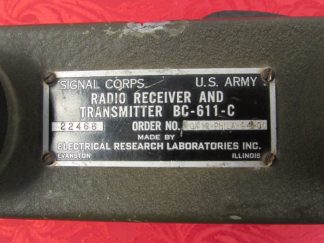 SIGNAL CORPS U. S. ARMY
RADIO RECEIVER AND
TRANSMITTER BC-611-C
22468 ORDER NO.
MADE BY
ELECTRICAL RESEARCH LABORATORIES INC.
EVANSTON ILLINOIS